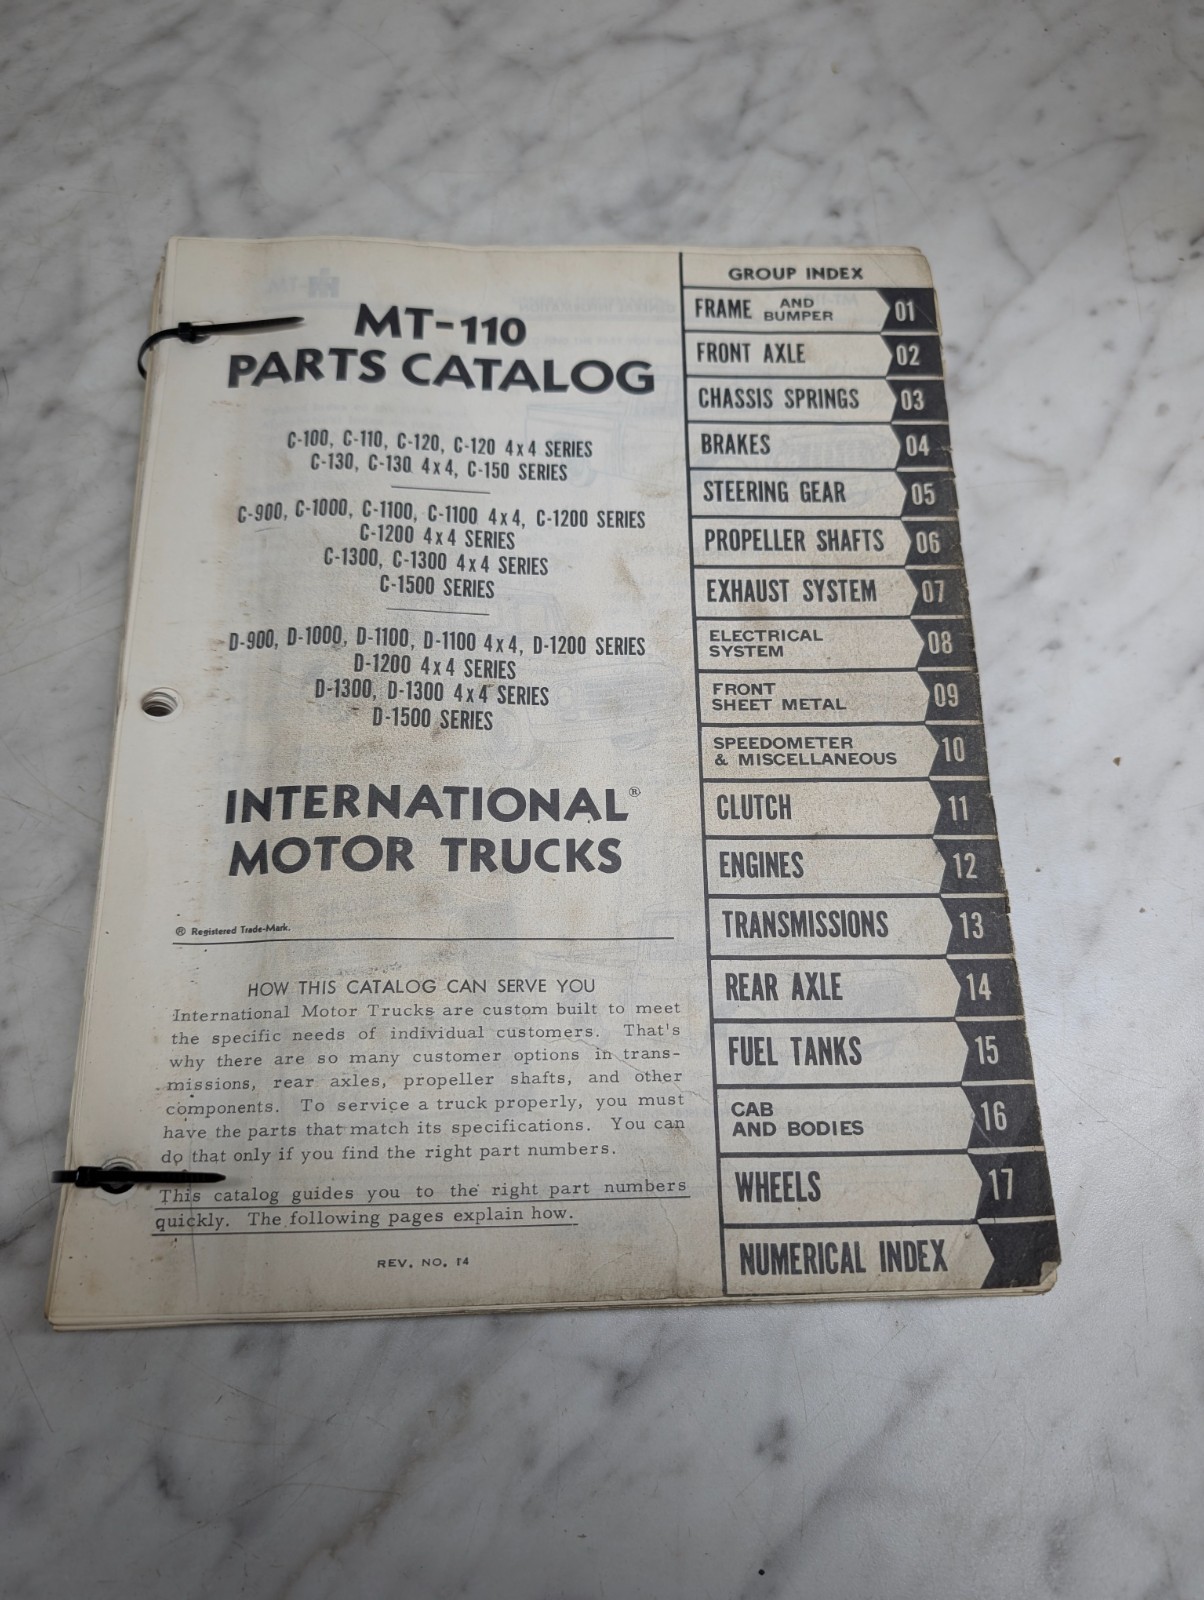 MT-110
PARTS CATALOG
C-100, C-110, C-120, C-120 4x4 SERIES
C-130, C-130 4x4, C-150 SERIES
C-900, C-1000, C-1100, C-1100 4x4, C-1200 SERIES
C-1200 4x4 SERIES
C-1300, C-1300 4x4 SERIES
C-1500 SERIES
D-900, D-1000, D-1100, D-1100 4x4, D-1200 SERIES
D-1200 4x4 SERIES
D-1300, D-1300 4x4 SERIES
D-1500 SERIES
INTERNATIONAL®
MOTOR TRUCKS
® Registered Trade-Mark.
HOW THIS CATALOG CAN SERVE YOU
International Motor Trucks are custom built to meet
the specific needs of individual customers. That's
why there are so many customer options in trans-
missions, rear axles, propeller shafts, and other
components. To service a truck properly, you must
have the parts that match its specifications. You can
do that only if you find the right part numbers.
This catalog guides you to the right part numbers
quickly. The following pages explain how.
REV. NO. 14
GROUP INDEX
FRAME AND BUMPER 01
FRONT AXLE 02
CHASSIS SPRINGS 03
BRAKES 04
STEERING GEAR 05
PROPELLER SHAFTS 06
EXHAUST SYSTEM 07
ELECTRICAL
SYSTEM 08
FRONT
SHEET METAL 09
SPEEDOMETER
& MISCELLANEOUS 10
CLUTCH 11
ENGINES 12
TRANSMISSIONS 13
REAR AXLE 14
FUEL TANKS 15
CAB
AND BODIES 16
WHEELS 17
NUMERICAL INDEX